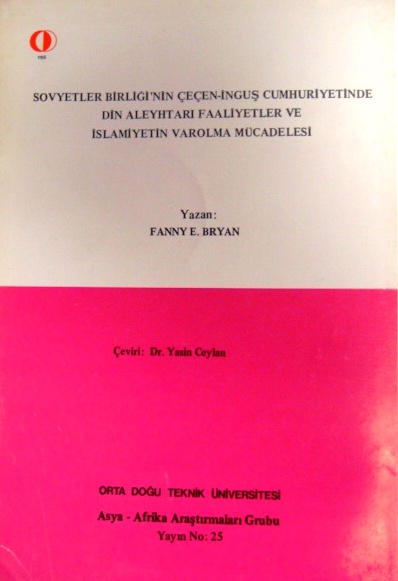 SOVYETLER BİRLİĞİ'NİN ÇEÇEN-İNGUŞ CUMHURİYETİNDE
DİN ALEYHTARI FAALİYETLER VE
İSLAMİYETİN VAROLMA MÜCADELESİ
Yazan:
FANNY E. BRYAN
Çeviri: Dr. Yasin Ceylan
ORTA DOĞU TEKNİK ÜNİVERSİTESİ
Asya - Afrika Araştırmaları Grubu
Yayın No: 25